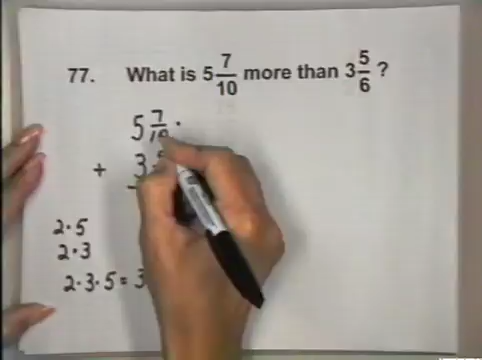 77. What is 5 7/10 more than 3 5/6 ?
5 7/10 ·
+ 3
2·5
2·3
2·3·5= 3